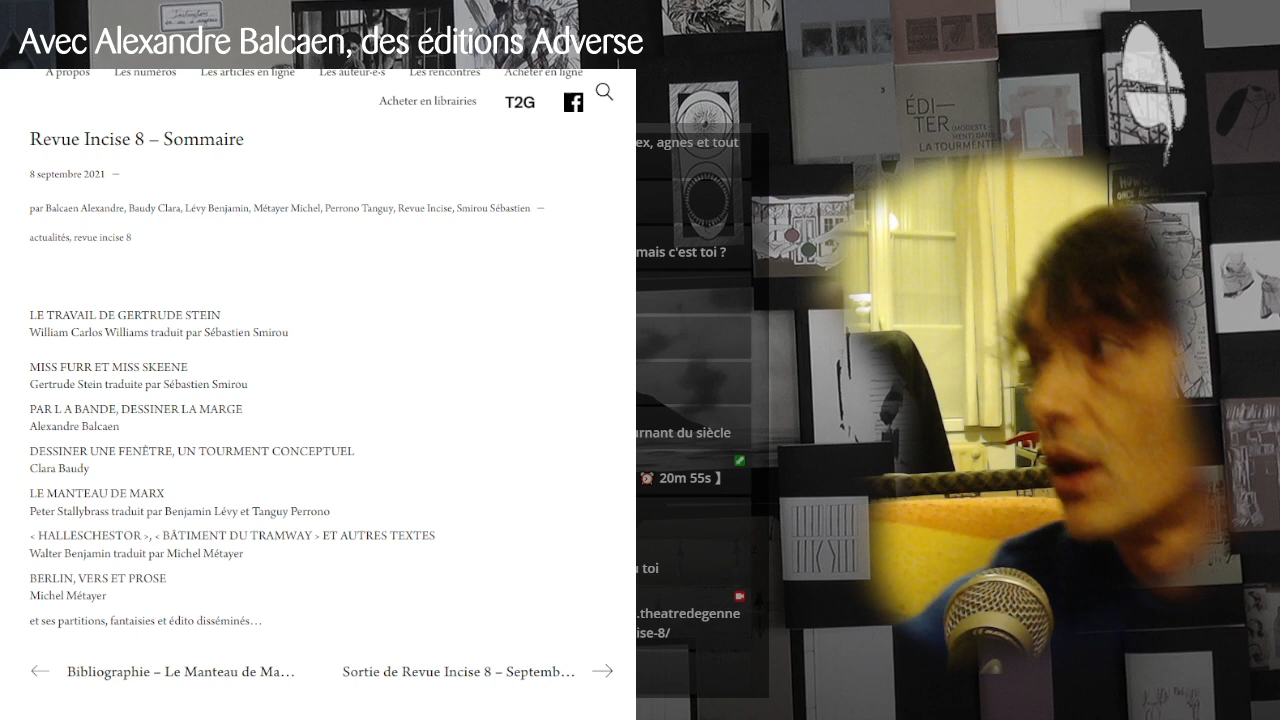 Avec Alexandre Balcaen, des éditions Adverse
À propos Les numéros Les articles en ligne Les auteur·e·s Les rencontres Acheter en ligne
Acheter en librairies T2G
Revue Incise 8 – Sommaire
8 septembre 2021 —
par Balcaen Alexandre, Baudy Clara, Lévy Benjamin, Métayer Michel, Perrono Tanguy, Revue Incise, Smirou Sébastien —
actualités, revue incise 8
LE TRAVAIL DE GERTRUDE STEIN
William Carlos Williams traduit par Sébastien Smirou
MISS FURR ET MISS SKEENE
Gertrude Stein traduite par Sébastien Smirou
PAR L A BANDE, DESSINER LA MARGE
Alexandre Balcaen
DESSINER UNE FENÊTRE, UN TOURMENT CONCEPTUEL
Clara Baudy
LE MANTEAU DE MARX
Peter Stallybrass traduit par Benjamin Lévy et Tanguy Perrono
< HALLESCHESTOR >, < BÂTIMENT DU TRAMWAY > ET AUTRES TEXTES
Walter Benjamin traduit par Michel Métayer
BERLIN, VERS ET PROSE
Michel Métayer
et ses partitions, fantaisies et édito disséminés…
← Bibliographie – Le Manteau de Ma… Sortie de Revue Incise 8 – Septemb… →
ex, agnes et tout
mais c'est toi ?
urnant du siècle
⏰ 20m 55s 】
u toi
.theatredegenne
ise-8/
ÉDI—
TER (MODESTE-
MENT) DANS
LA TOURMENTE